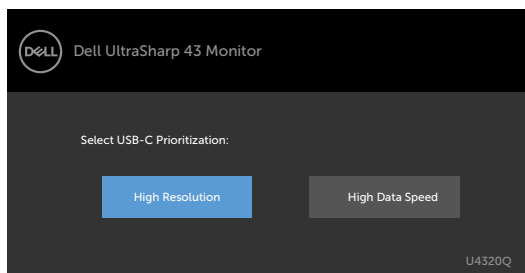 DELL Dell UltraSharp 43 Monitor
Select USB-C Prioritization:
High Resolution High Data Speed
U4320Q